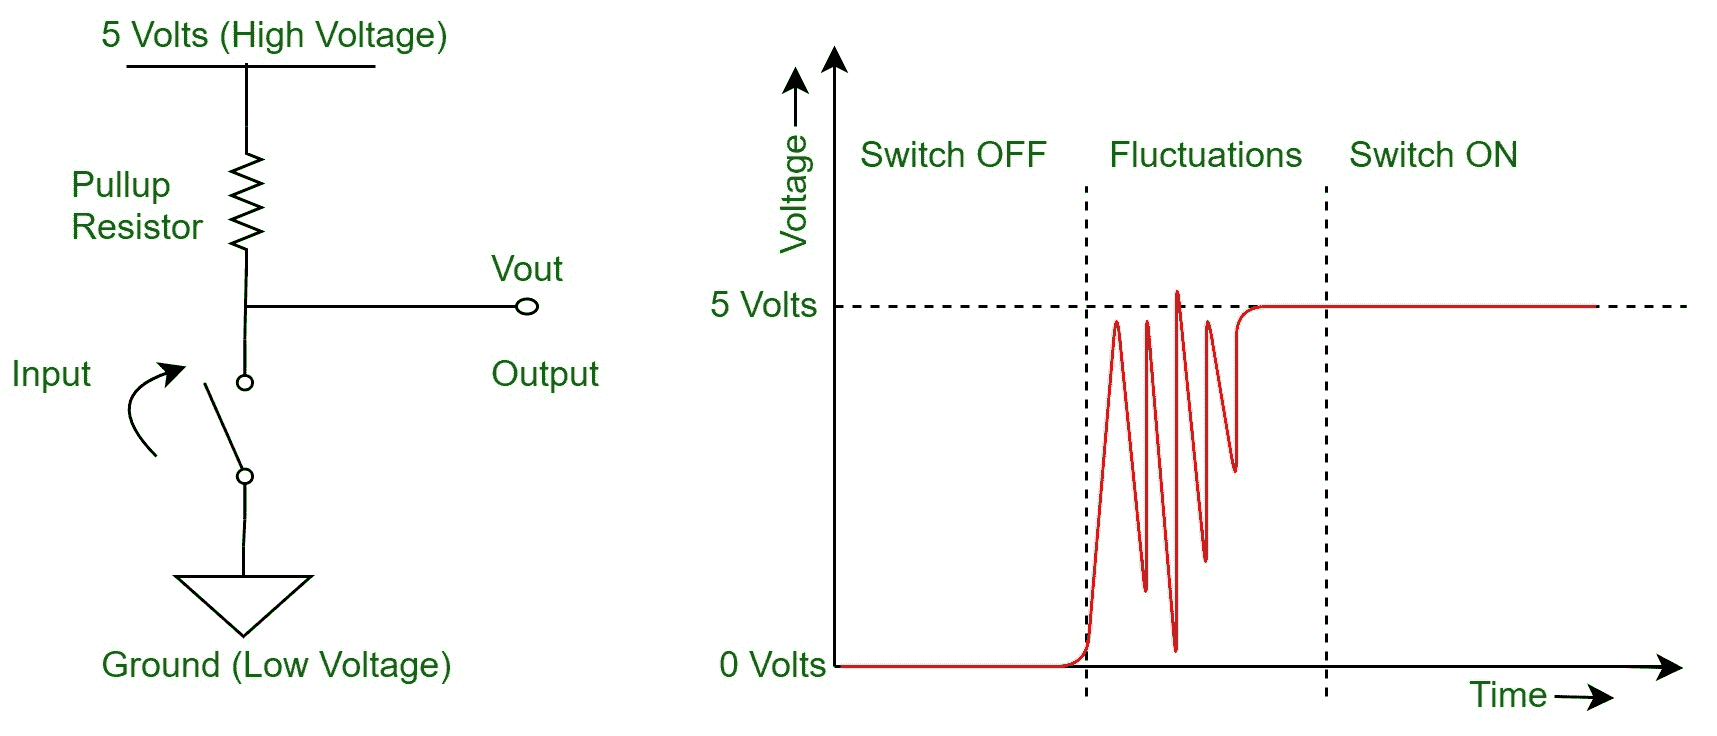 5 Volts (High Voltage)
Pullup
Resistor
Vout
Input
Output
Ground (Low Voltage)
Voltage
Switch OFF
Fluctuations
Switch ON
5 Volts
0 Volts
Time